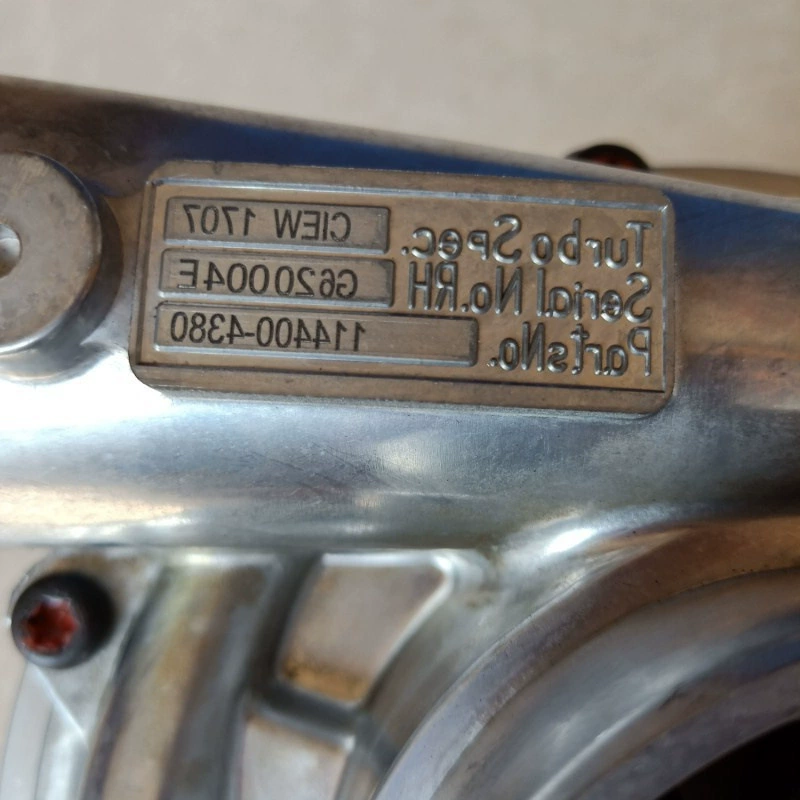 Turbo Spec. CIEW 1707
Serial No.RH G620004E
PartsNo. 114400-4380